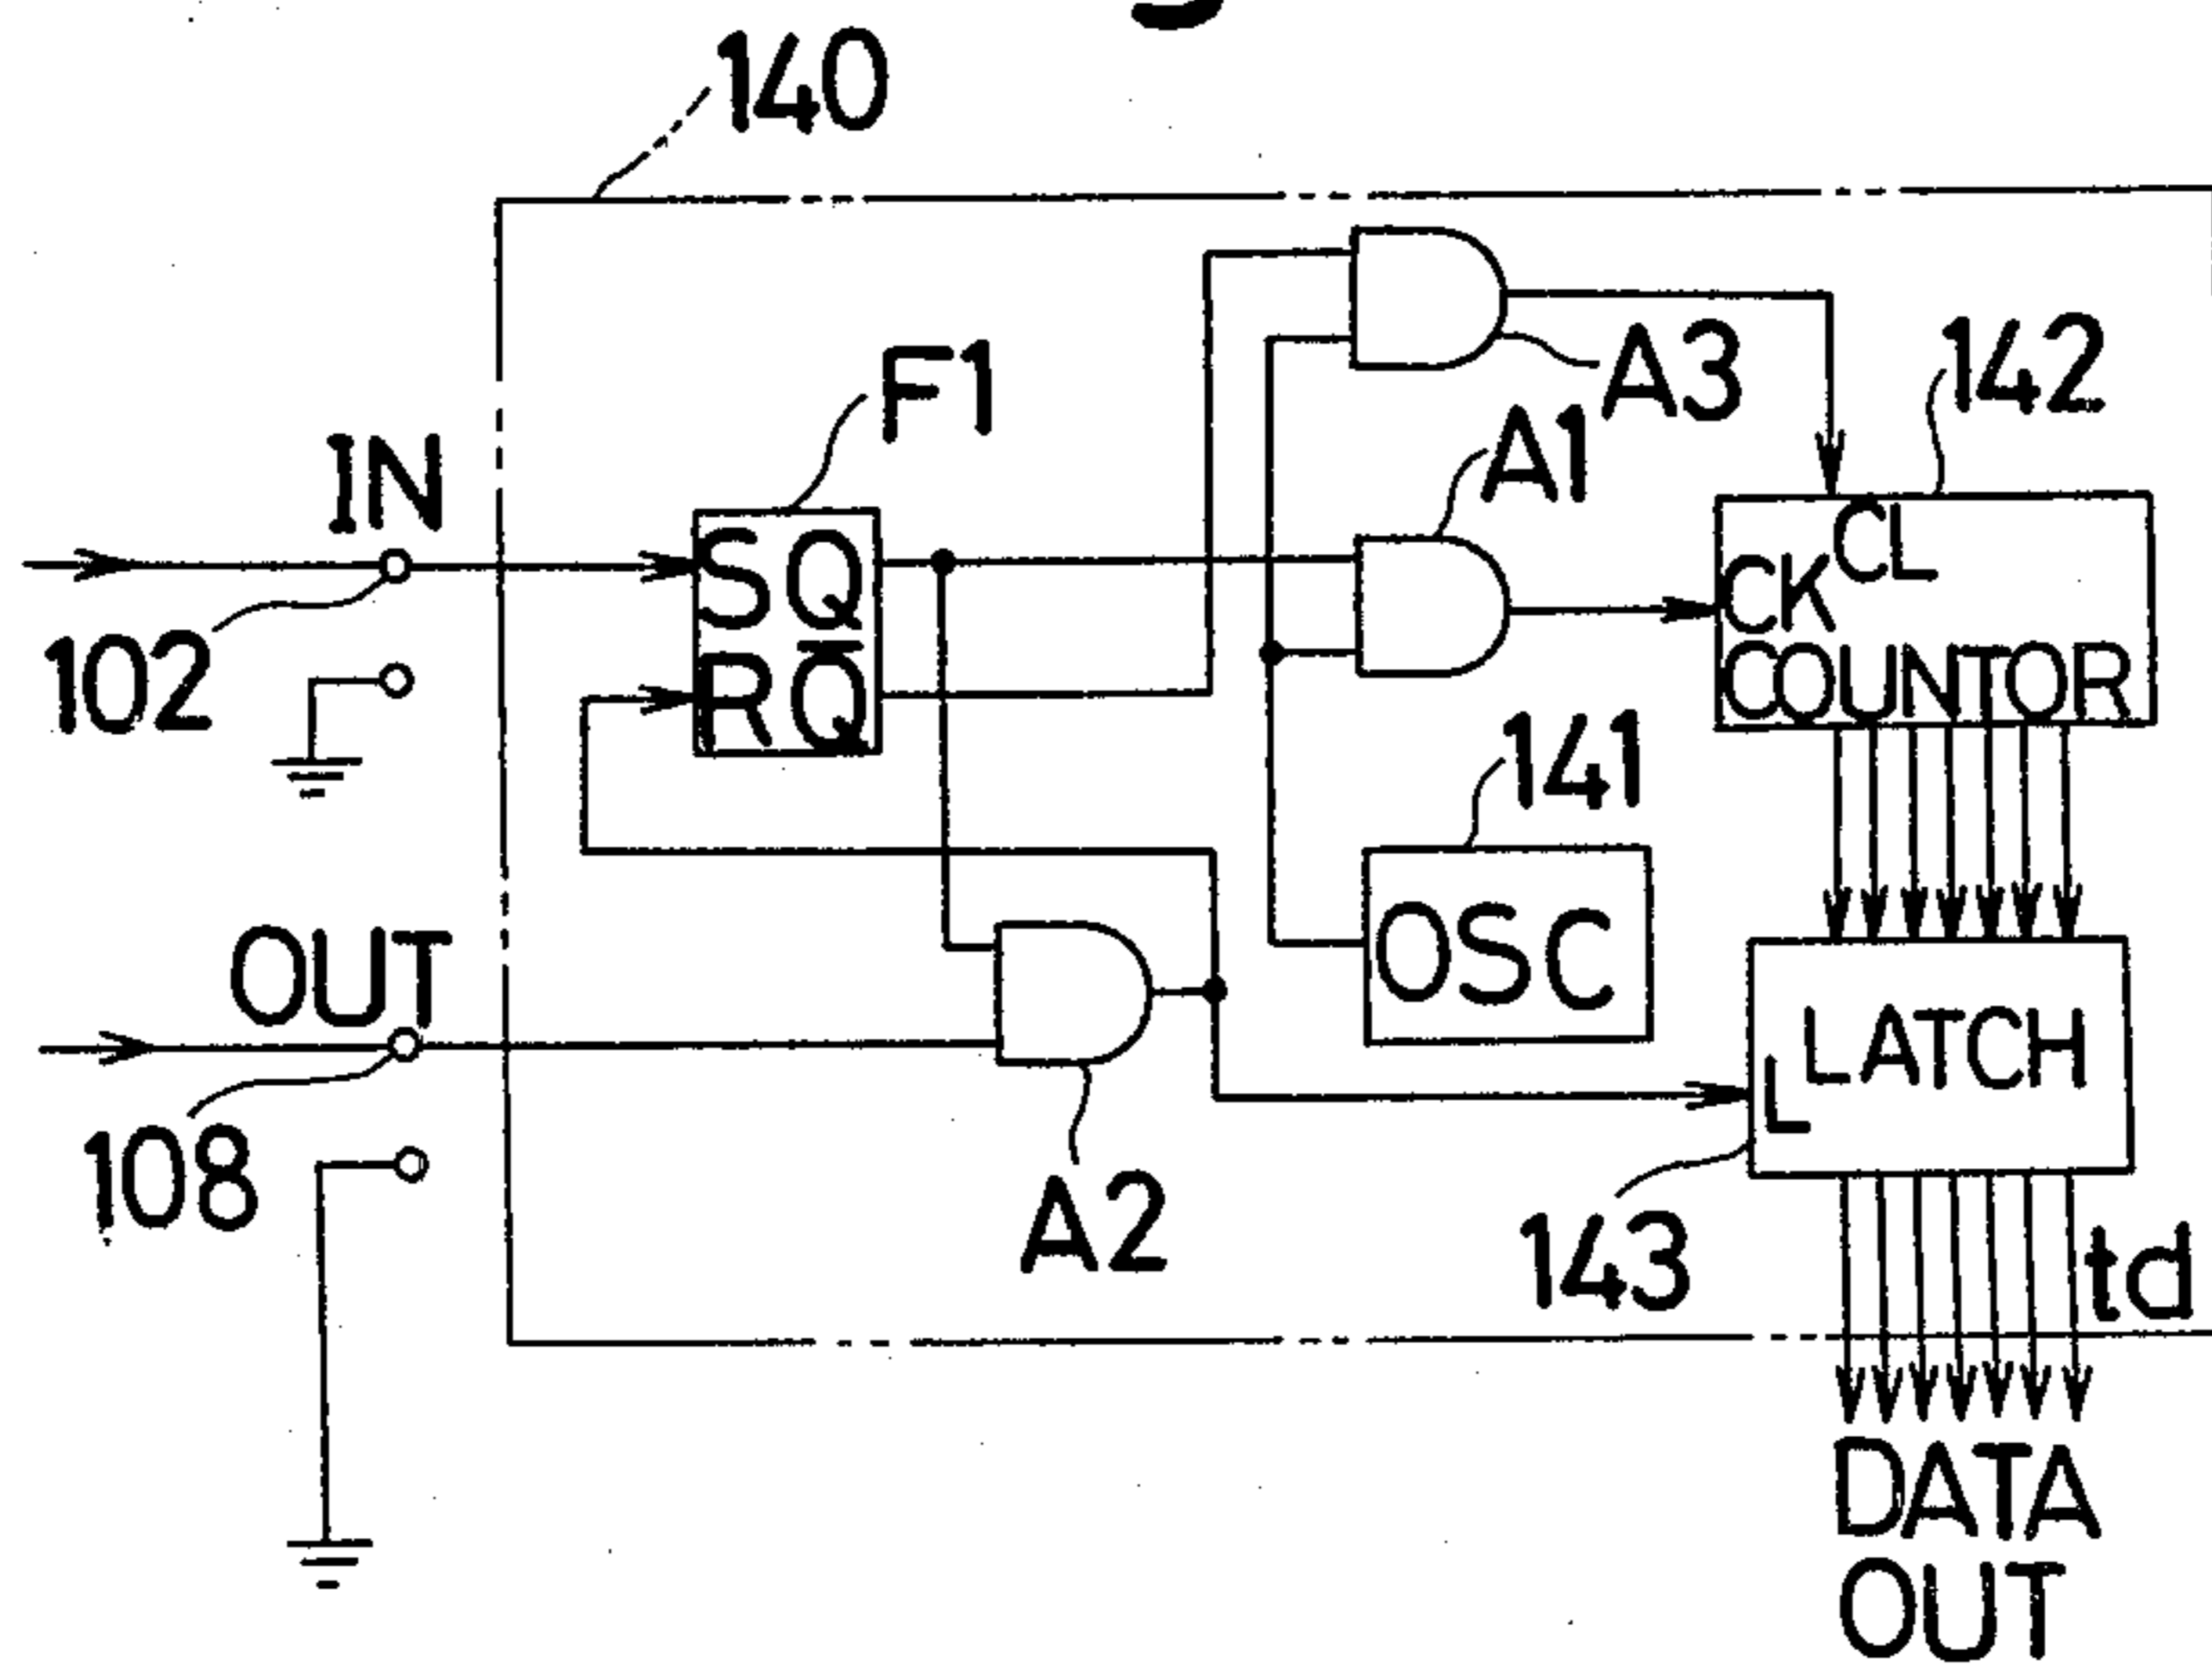 140
F1
A3
142
IN
A1
S Q
CL
CK
102
R Q̅
COUNTOR
141
OUT
OSC
LATCH
L
108
A2
143
td
DATA
OUT